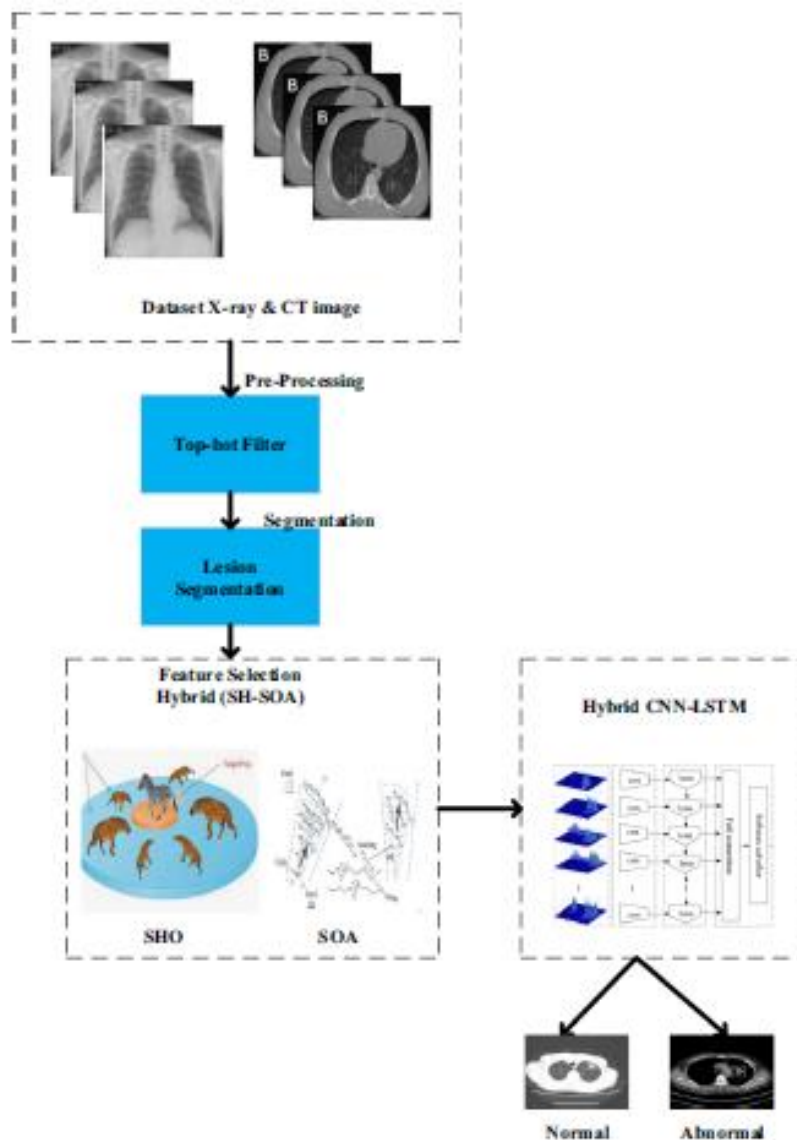 B
B
B
Dataset X-ray & CT image
Pre-Processing
Top-hot Filter
Segmentation
Lesion
Segmentation
Feature Selection
Hybrid (SH-SOA)
SHO
SOA
Hybrid CNN-LSTM
Normal
Abnormal